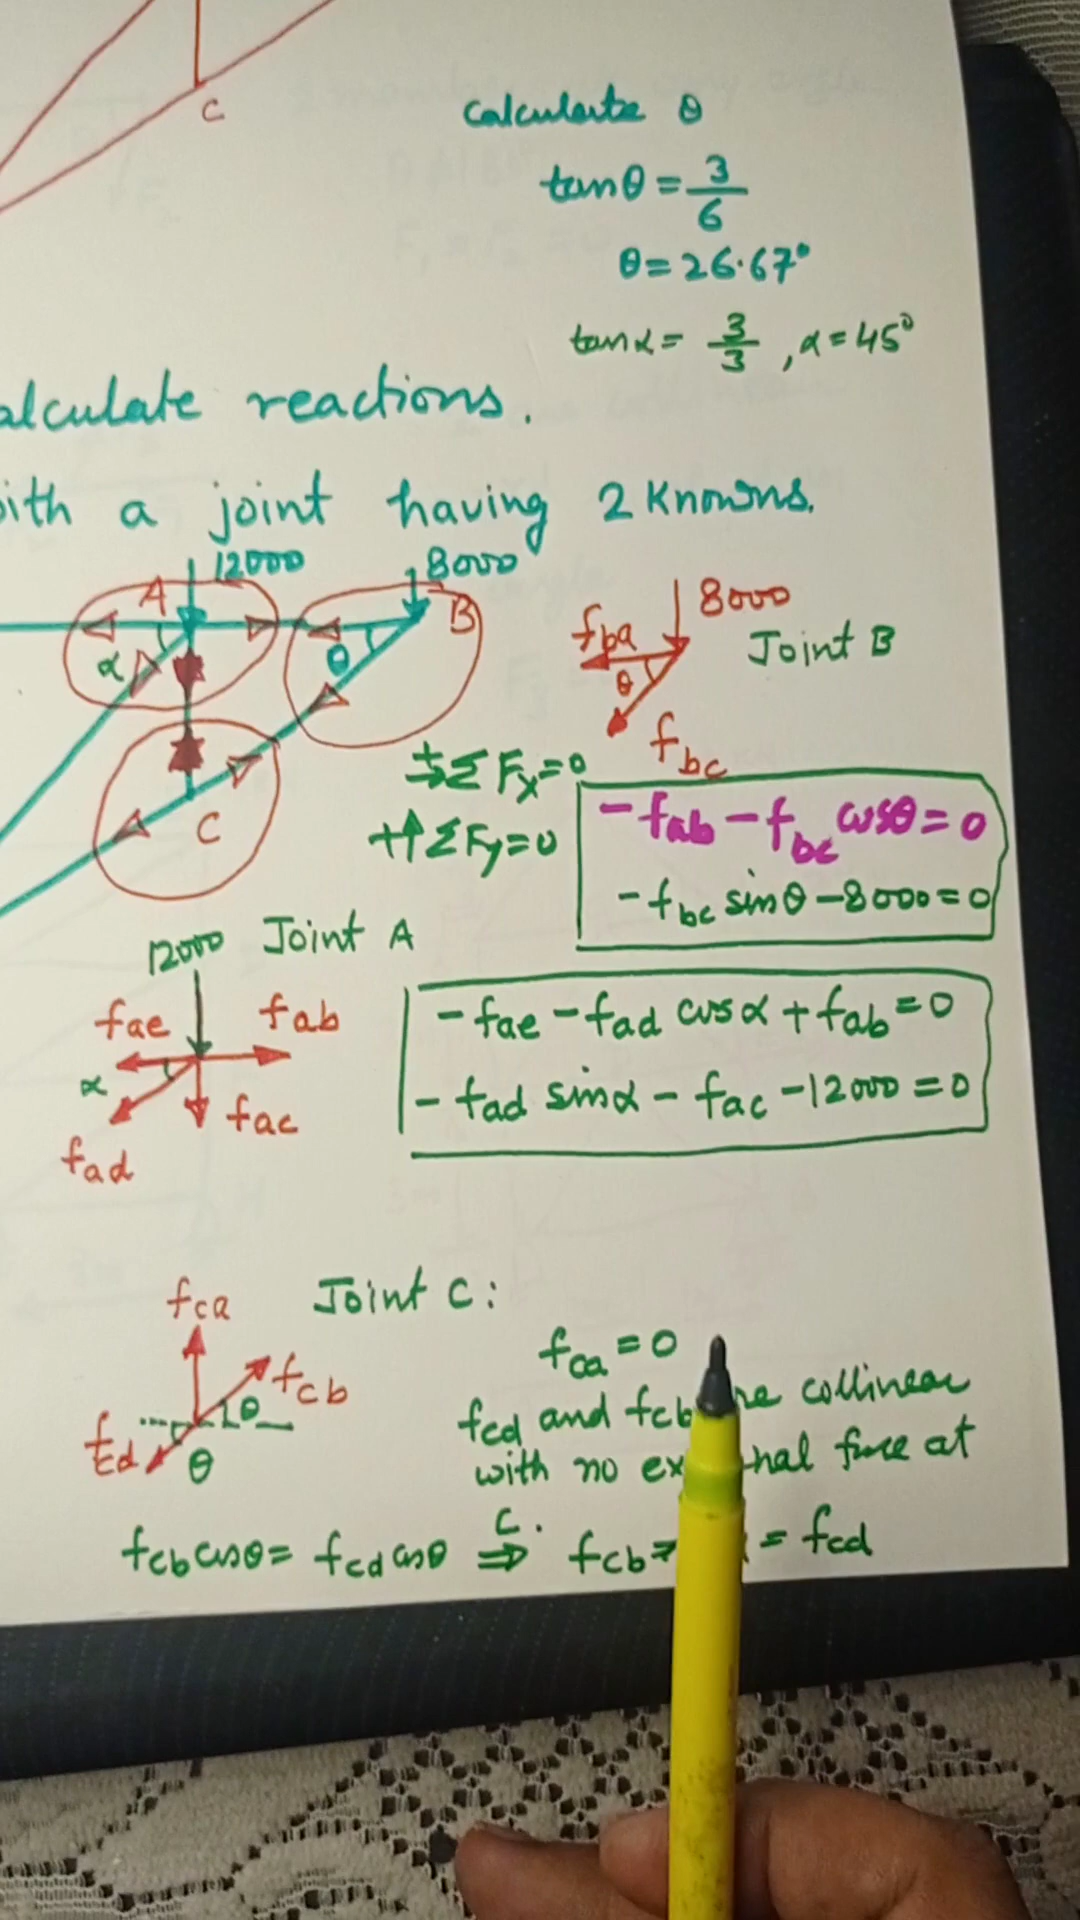 C
Calculate θ
tanθ = 3/6
θ = 26.67°
tanα = 3/3 , α = 45°
alculate reactions.
ith a joint having 2 Knowns.
12000
8000
A
B
α
θ
C
8000
fba
Joint B
θ
fbc
+→ΣFx=0
+↑ΣFy=0
-fab - fbc cosθ = 0
-fbc sinθ - 8000 = 0
12000
Joint A
fae
fab
α
fac
fad
-fae - fad cosα + fab = 0
- fad sinα - fac - 12000 = 0
Joint C:
fca
fcb
θ
fcd
θ
fca = 0
fcd and fcb collinear
with no force at
C.
fcb cosθ = fcd cosθ ⇒ fcb = = fcd